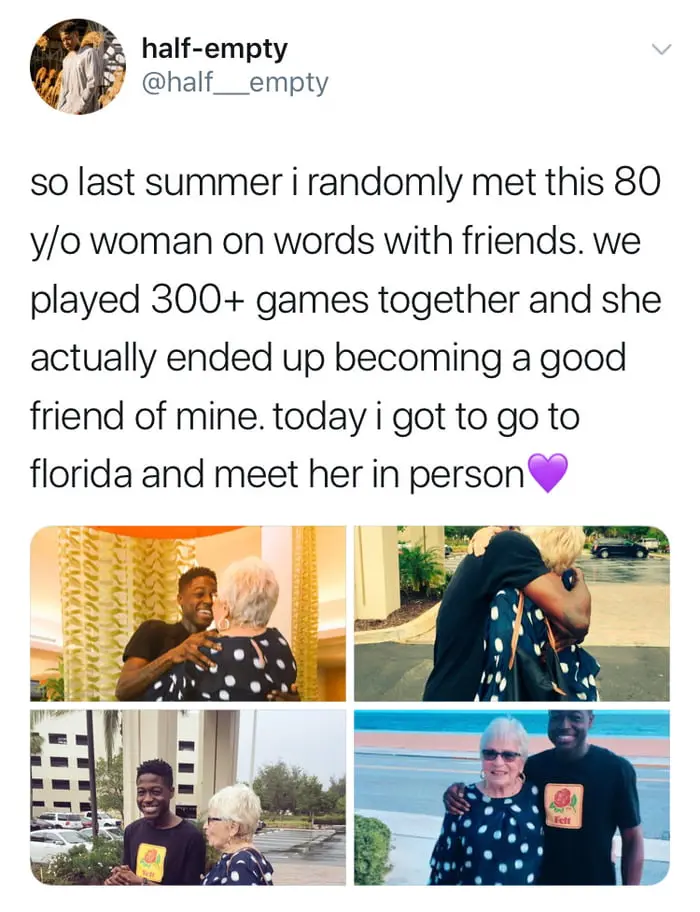 half-empty
@half__empty
so last summer i randomly met this 80
y/o woman on words with friends. we
played 300+ games together and she
actually ended up becoming a good
friend of mine. today i got to go to
florida and meet her in person💜